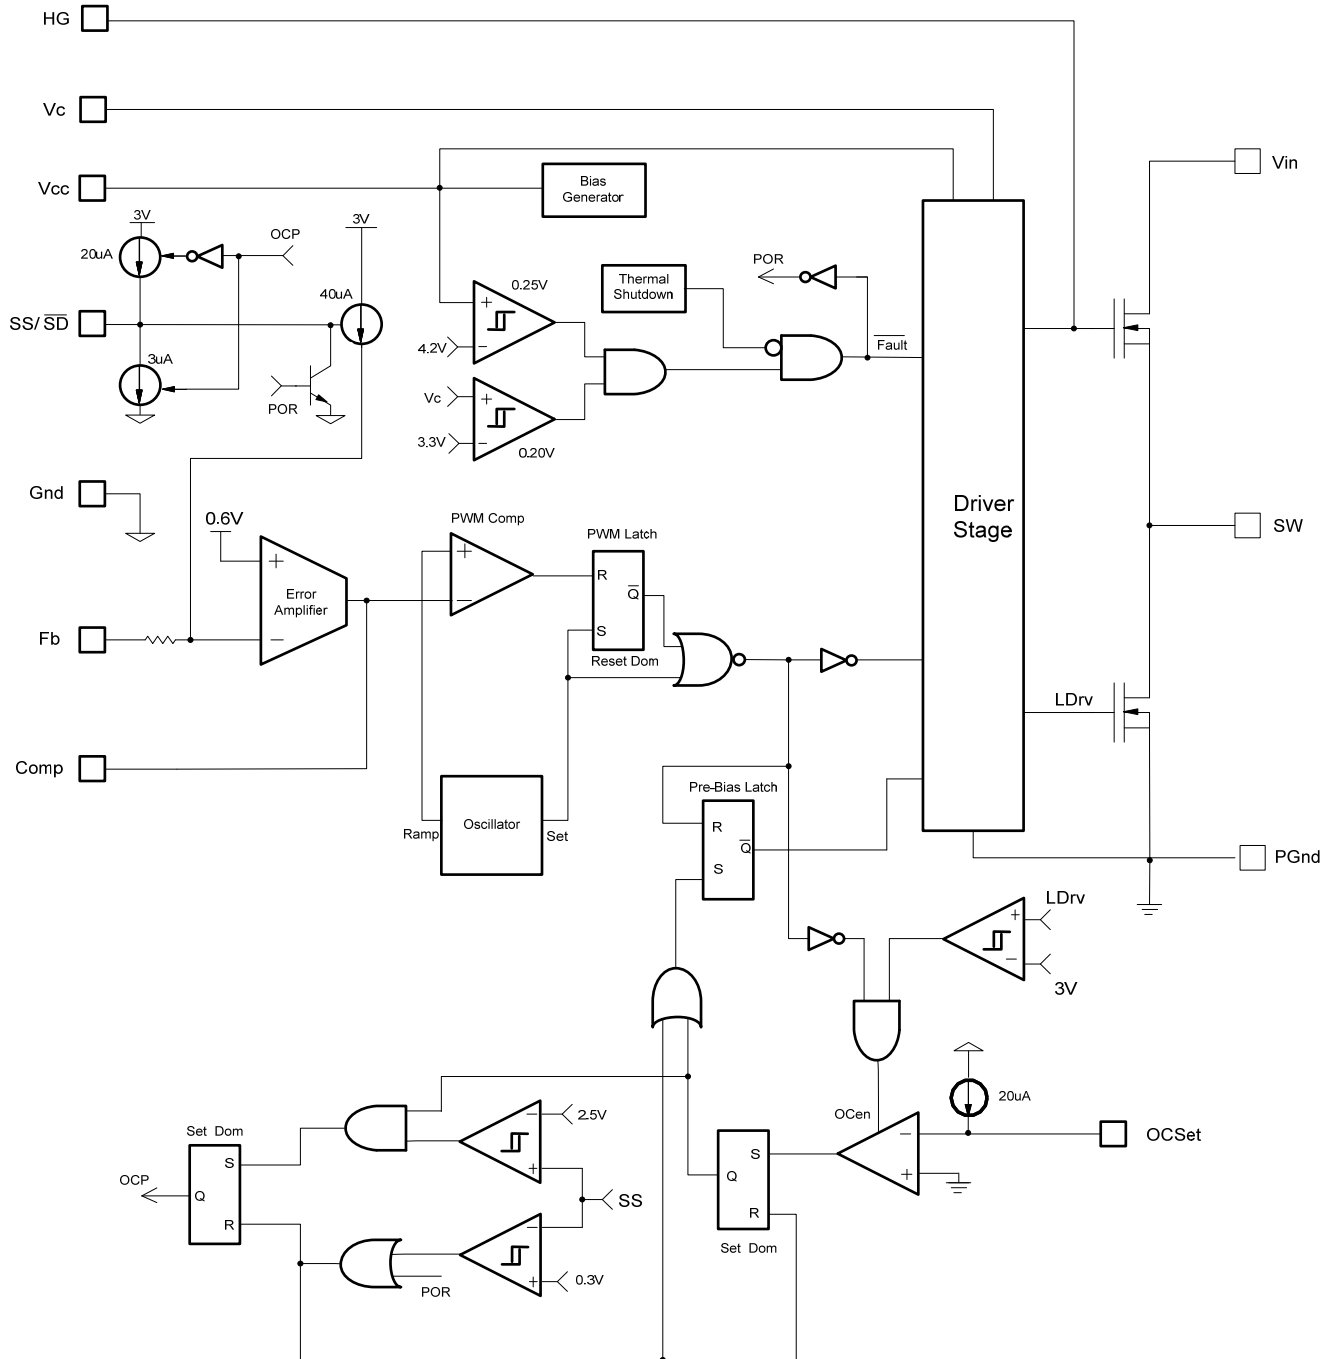 HG
Vc
Vcc
Bias
Generator
Vin
3V
20uA
OCP
3V
40uA
SS/SD
3uA
POR
0.25V
+
4.2V
−
Vc
+
3.3V
−
0.20V
Thermal
Shutdown
POR
Fault
Driver
Stage
Gnd
0.6V
+
Error
Amplifier
−
Fb
PWM Comp
+
−
PWM Latch
R
Q
S
Reset Dom
SW
LDrv
Comp
Ramp
Oscillator
Set
Pre-Bias Latch
R
Q
S
PGnd
LDrv
+
−
3V
20uA
OCen
−
+
OCSet
Set Dom
S
Q
R
OCP
−
2.5V
+
SS
−
+
0.3V
POR
S
Q
R
Set Dom